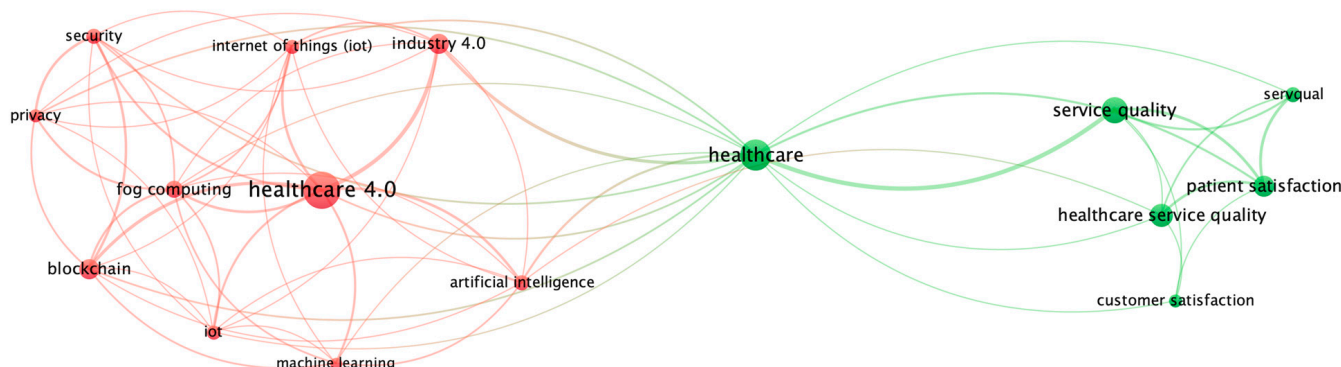 security
internet of things (iot)
industry 4.0
servqual
service quality
privacy
healthcare
fog computing
healthcare 4.0
patient satisfaction
healthcare service quality
blockchain
artificial intelligence
customer satisfaction
iot
machine learning